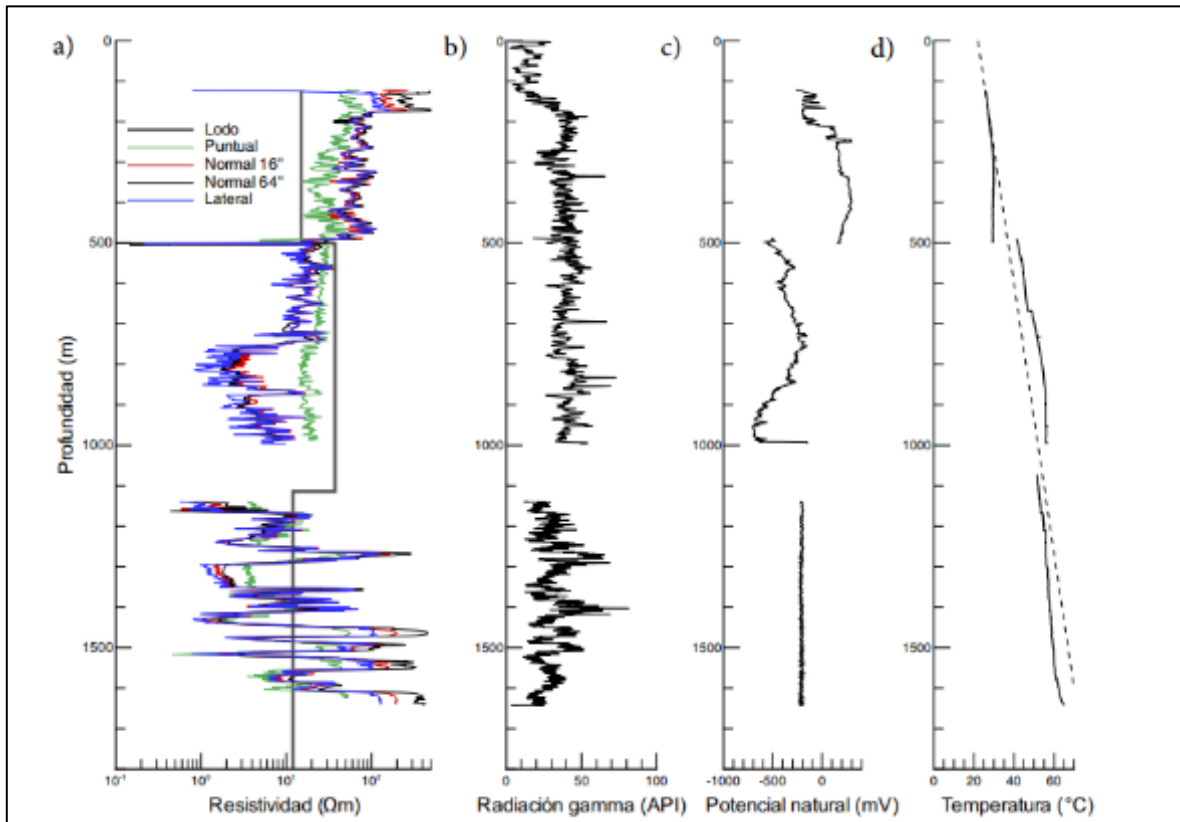 a)
b)
c)
d)
0
500
1000
1500
Profundidad (m)
Lodo
Puntual
Normal 16"
Normal 64"
Lateral
10⁻¹
10⁰
10¹
10²
Resistividad (Ωm)
0
500
1000
1500
0
50
100
Radiación gamma (API)
0
500
1000
1500
-1000
-500
0
Potencial natural (mV)
0
500
1000
1500
0
20
40
60
Temperatura (°C)